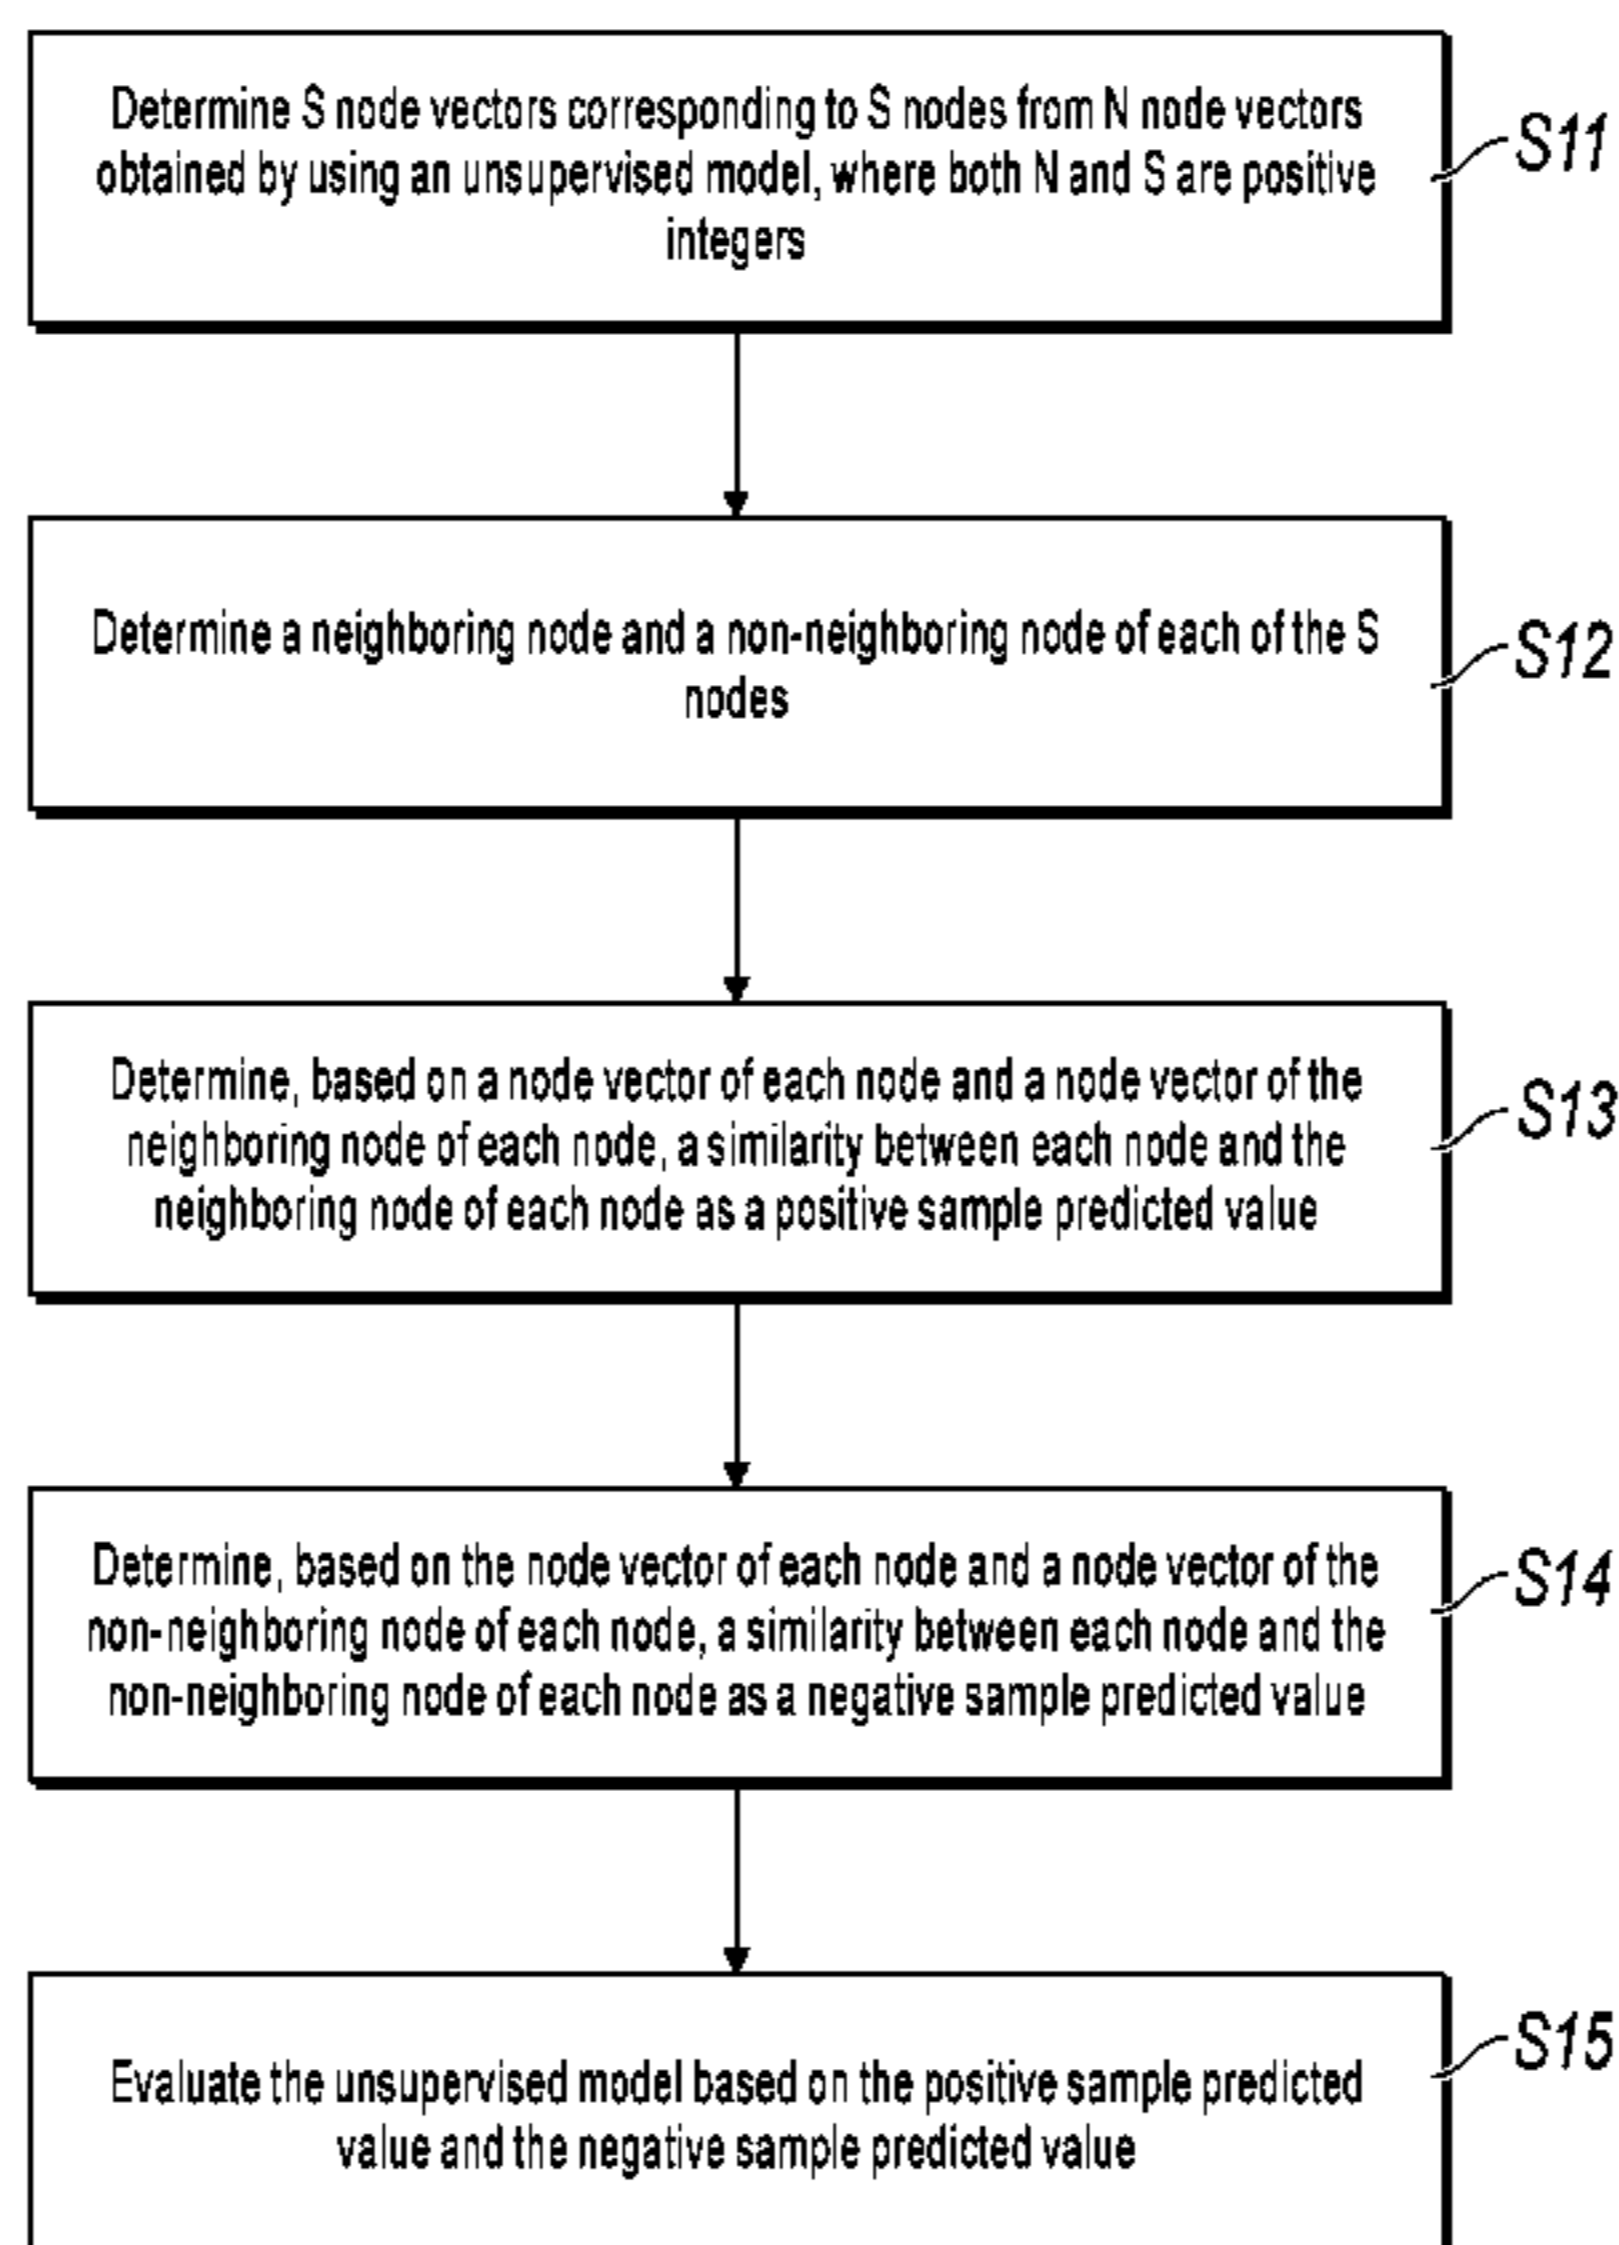 Determine S node vectors corresponding to S nodes from N node vectors
obtained by using an unsupervised model, where both N and S are positive
integers
S11
Determine a neighboring node and a non-neighboring node of each of the S
nodes
S12
Determine, based on a node vector of each node and a node vector of the
neighboring node of each node, a similarity between each node and the
neighboring node of each node as a positive sample predicted value
S13
Determine, based on the node vector of each node and a node vector of the
non-neighboring node of each node, a similarity between each node and the
non-neighboring node of each node as a negative sample predicted value
S14
Evaluate the unsupervised model based on the positive sample predicted
value and the negative sample predicted value
S15